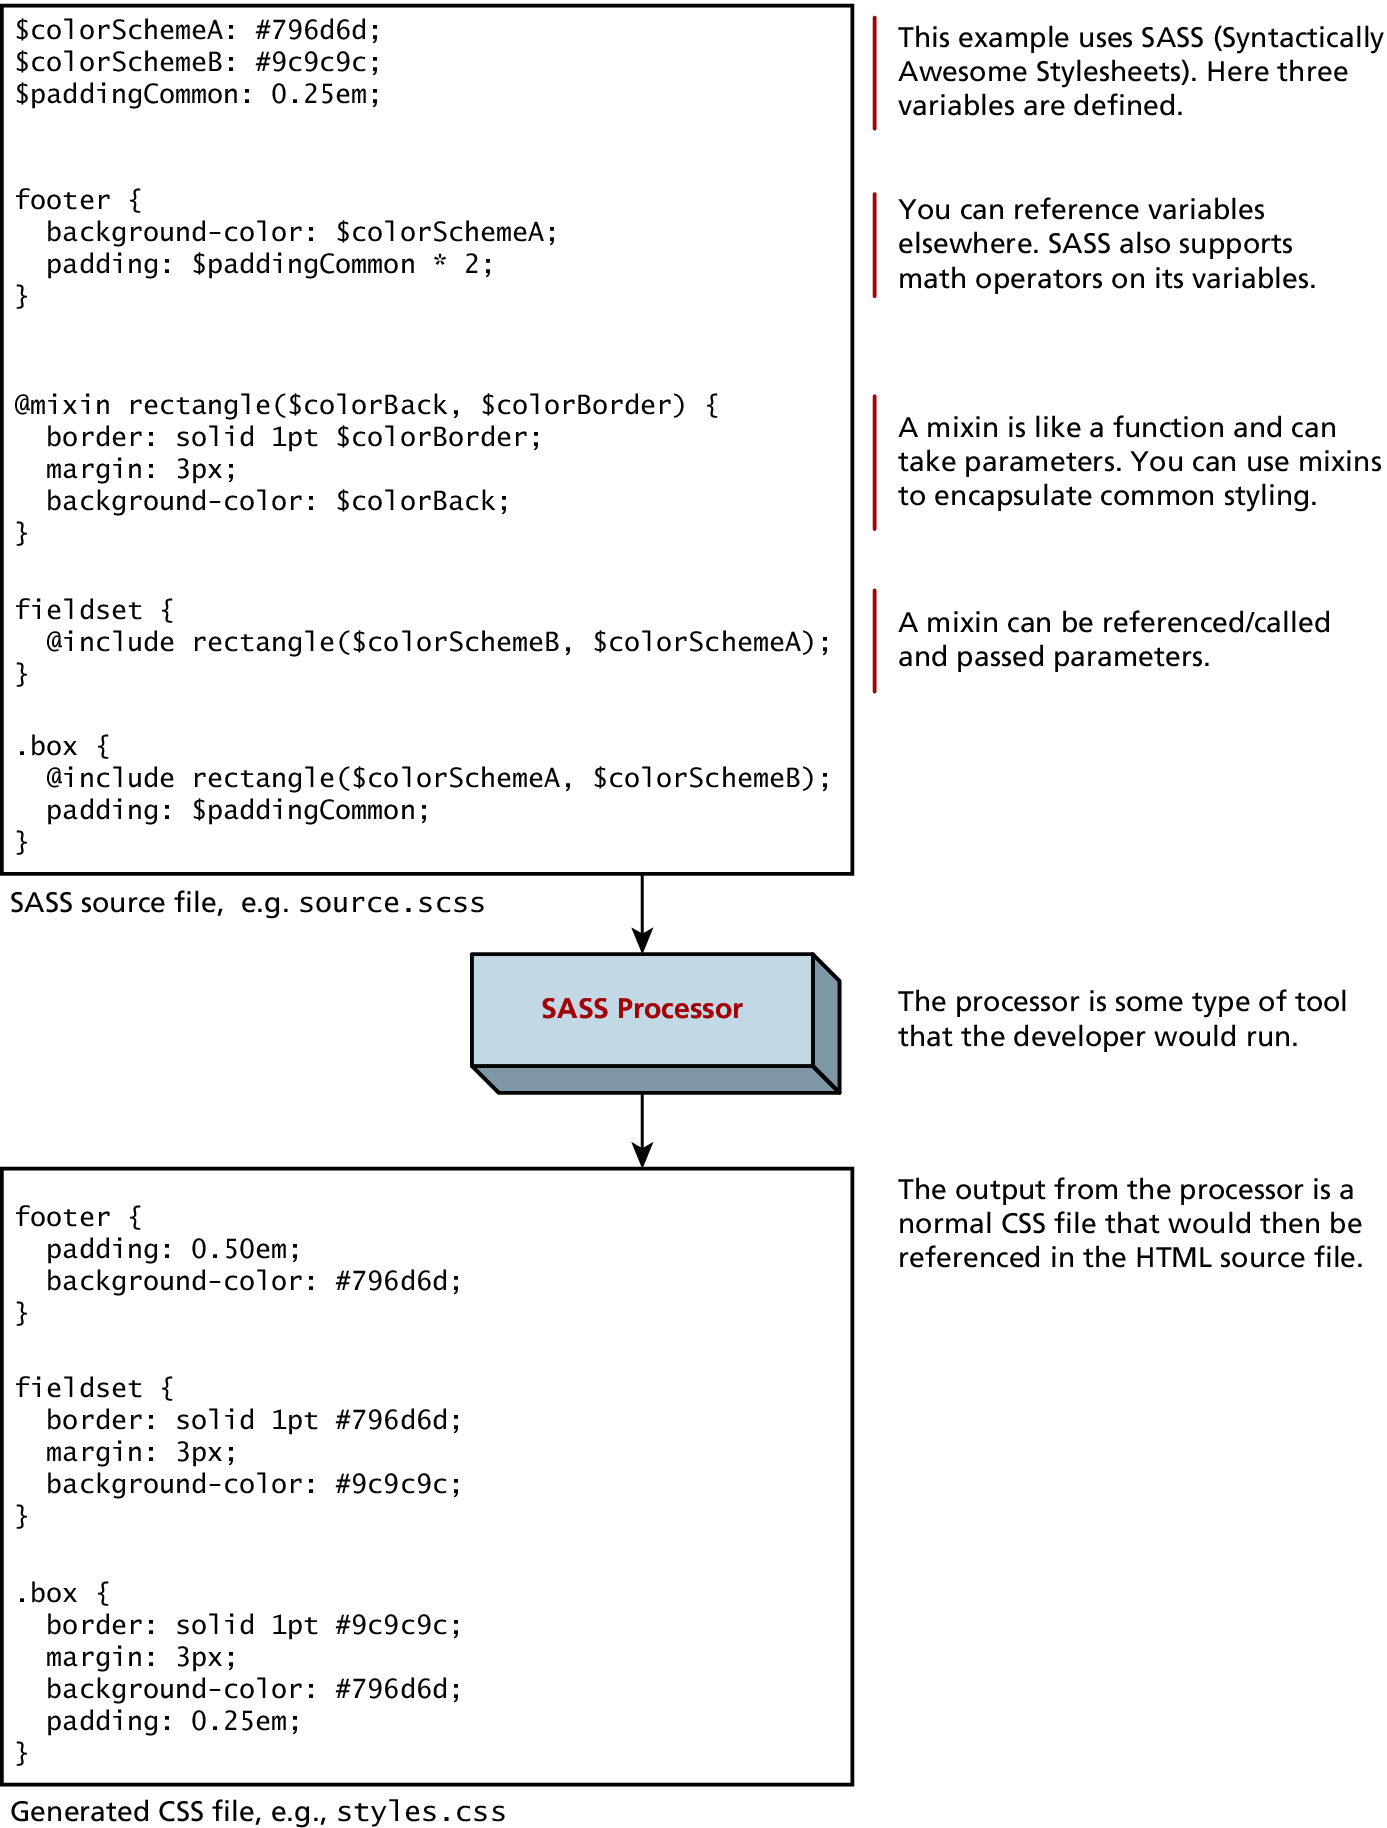 $colorSchemeA: #796d6d;
$colorSchemeB: #9c9c9c;
$paddingCommon: 0.25em;
This example uses SASS (Syntactically
Awesome Stylesheets). Here three
variables are defined.
footer {
  background-color: $colorSchemeA;
  padding: $paddingCommon * 2;
}
You can reference variables
elsewhere. SASS also supports
math operators on its variables.
@mixin rectangle($colorBack, $colorBorder) {
  border: solid 1pt $colorBorder;
  margin: 3px;
  background-color: $colorBack;
}
A mixin is like a function and can
take parameters. You can use mixins
to encapsulate common styling.
fieldset {
  @include rectangle($colorSchemeB, $colorSchemeA);
}
A mixin can be referenced/called
and passed parameters.
.box {
  @include rectangle($colorSchemeA, $colorSchemeB);
  padding: $paddingCommon;
}
SASS source file, e.g. source.scss
SASS Processor
The processor is some type of tool
that the developer would run.
The output from the processor is a
normal CSS file that would then be
referenced in the HTML source file.
footer {
  padding: 0.50em;
  background-color: #796d6d;
}
fieldset {
  border: solid 1pt #796d6d;
  margin: 3px;
  background-color: #9c9c9c;
}
.box {
  border: solid 1pt #9c9c9c;
  margin: 3px;
  background-color: #796d6d;
  padding: 0.25em;
}
Generated CSS file, e.g., styles.css